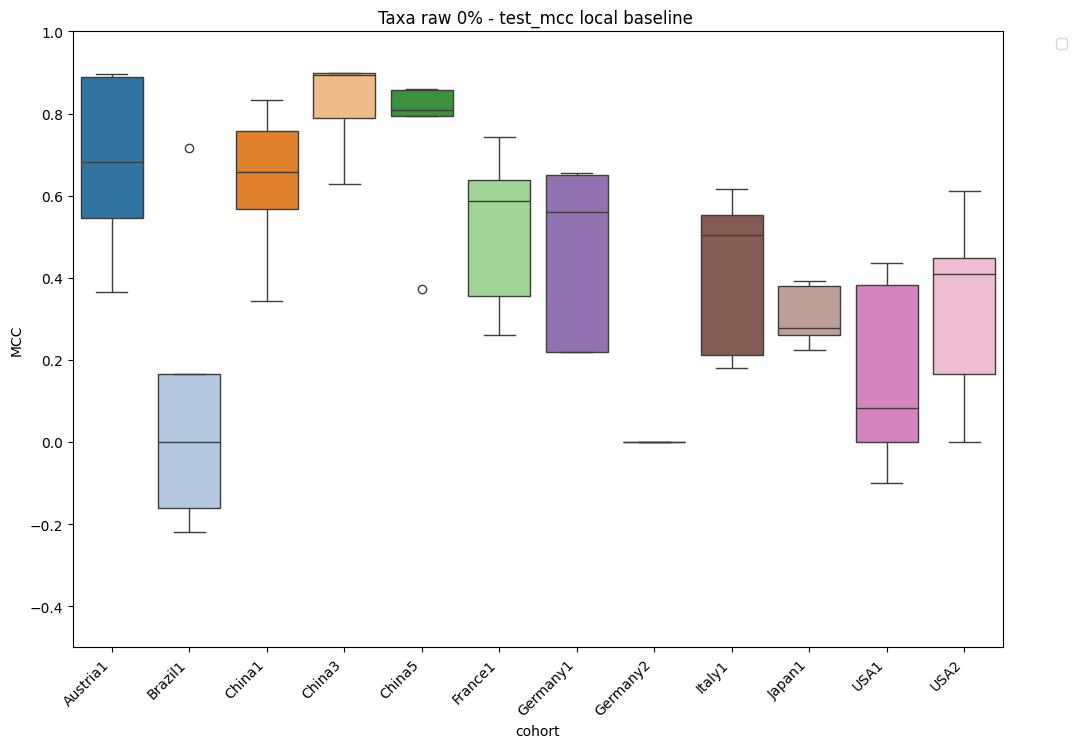 Taxa raw 0% - test_mcc local baseline
1.0
0.8
0.6
0.4
0.2
0.0
−0.2
−0.4
MCC
Austria1
Brazil1
China1
China3
China5
France1
Germany1
Germany2
Italy1
Japan1
USA1
USA2
cohort